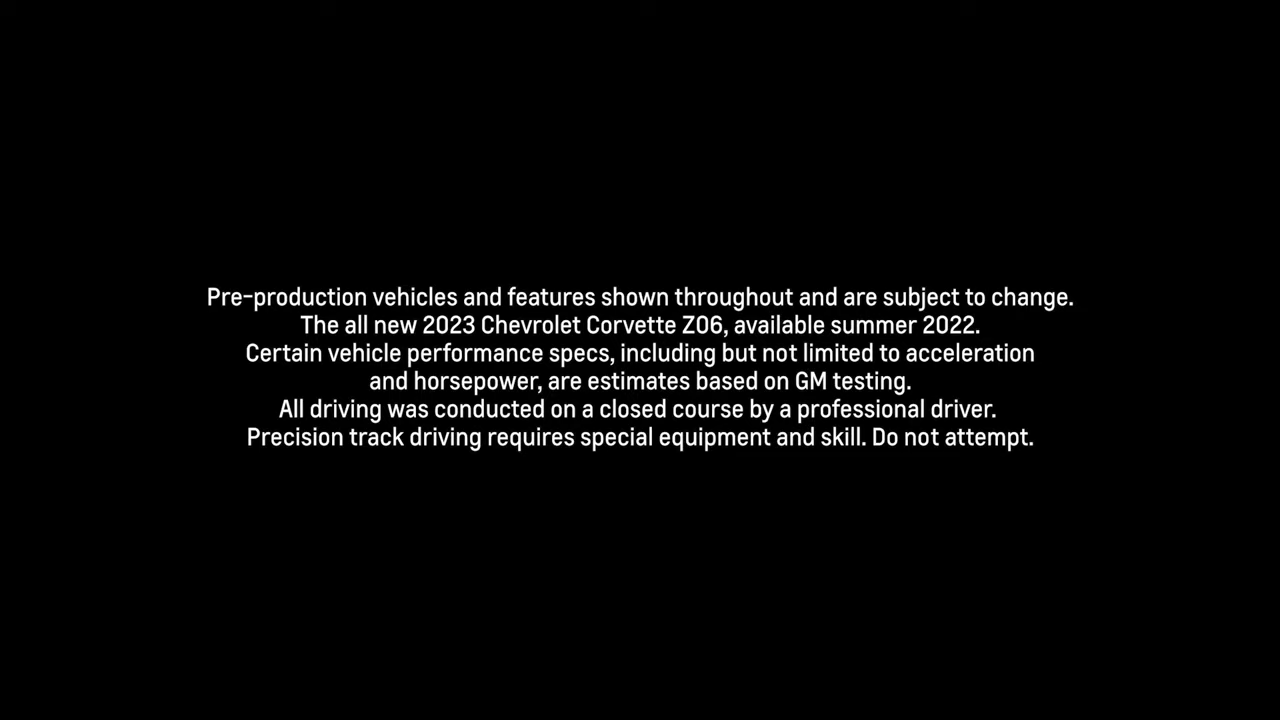 Pre-production vehicles and features shown throughout and are subject to change.
The all new 2023 Chevrolet Corvette Z06, available summer 2022.
Certain vehicle performance specs, including but not limited to acceleration
and horsepower, are estimates based on GM testing.
All driving was conducted on a closed course by a professional driver.
Precision track driving requires special equipment and skill. Do not attempt.